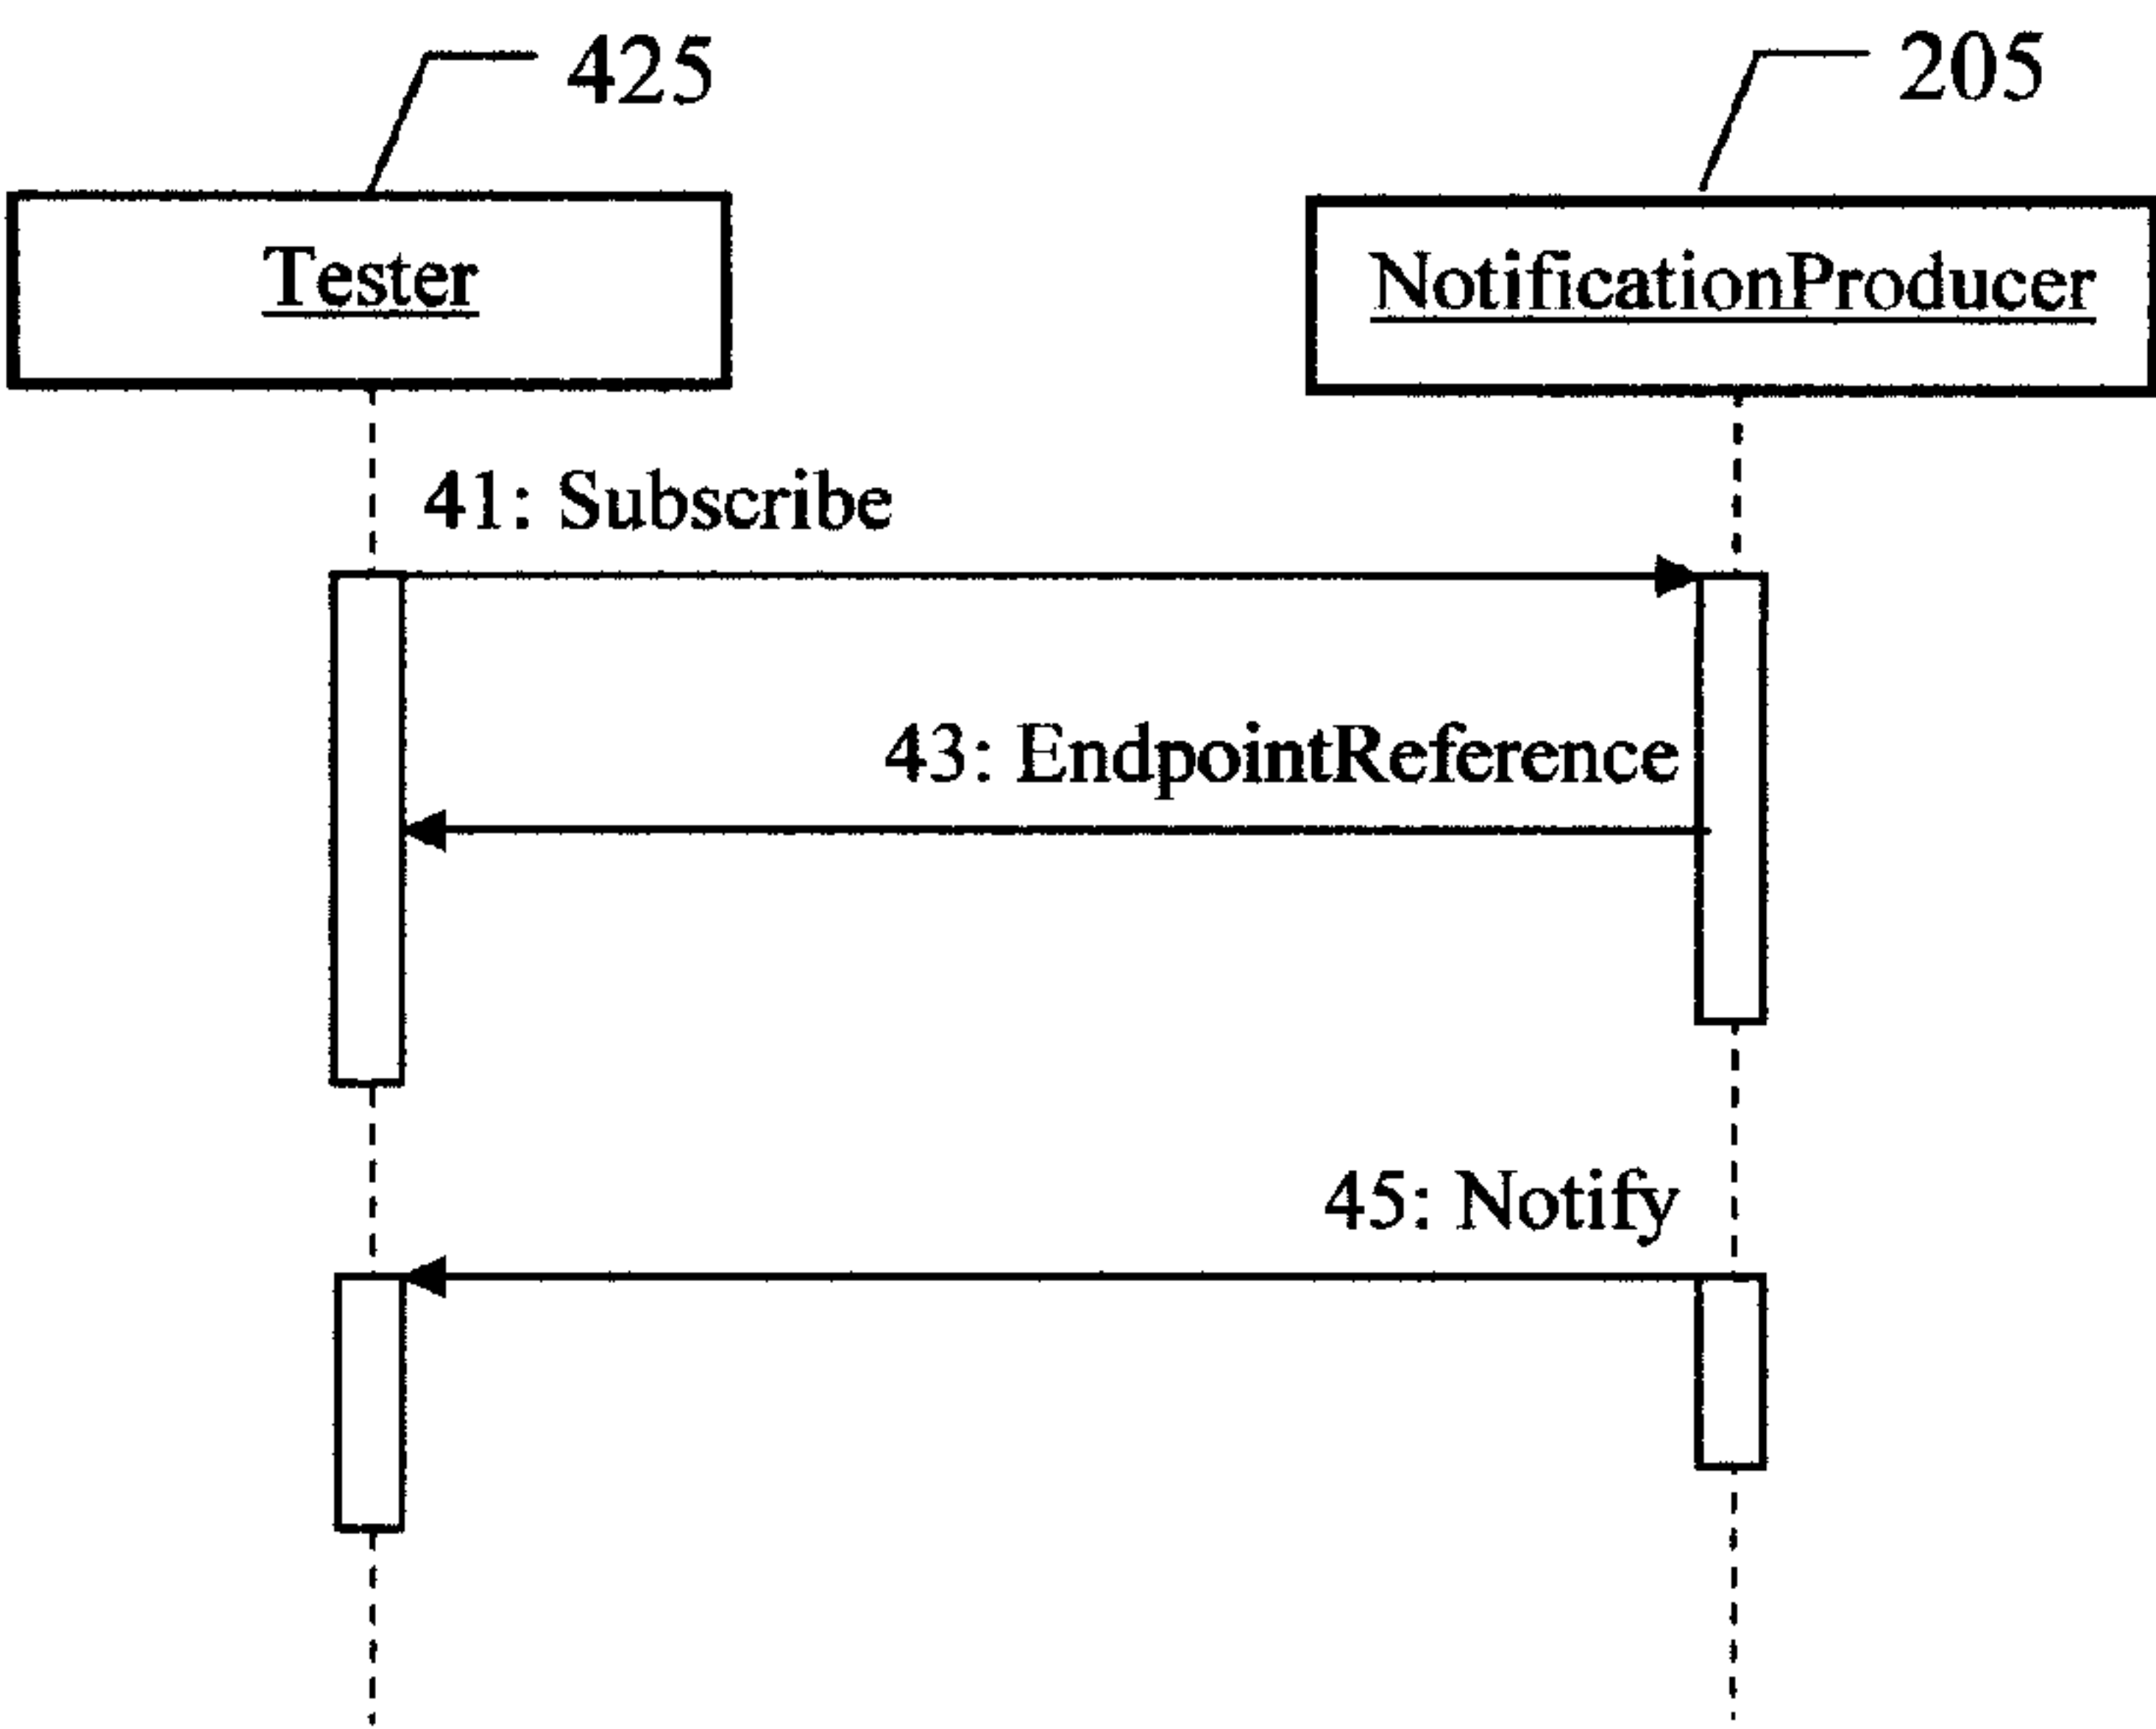 425
205
Tester
NotificationProducer
41: Subscribe
43: EndpointReference
45: Notify